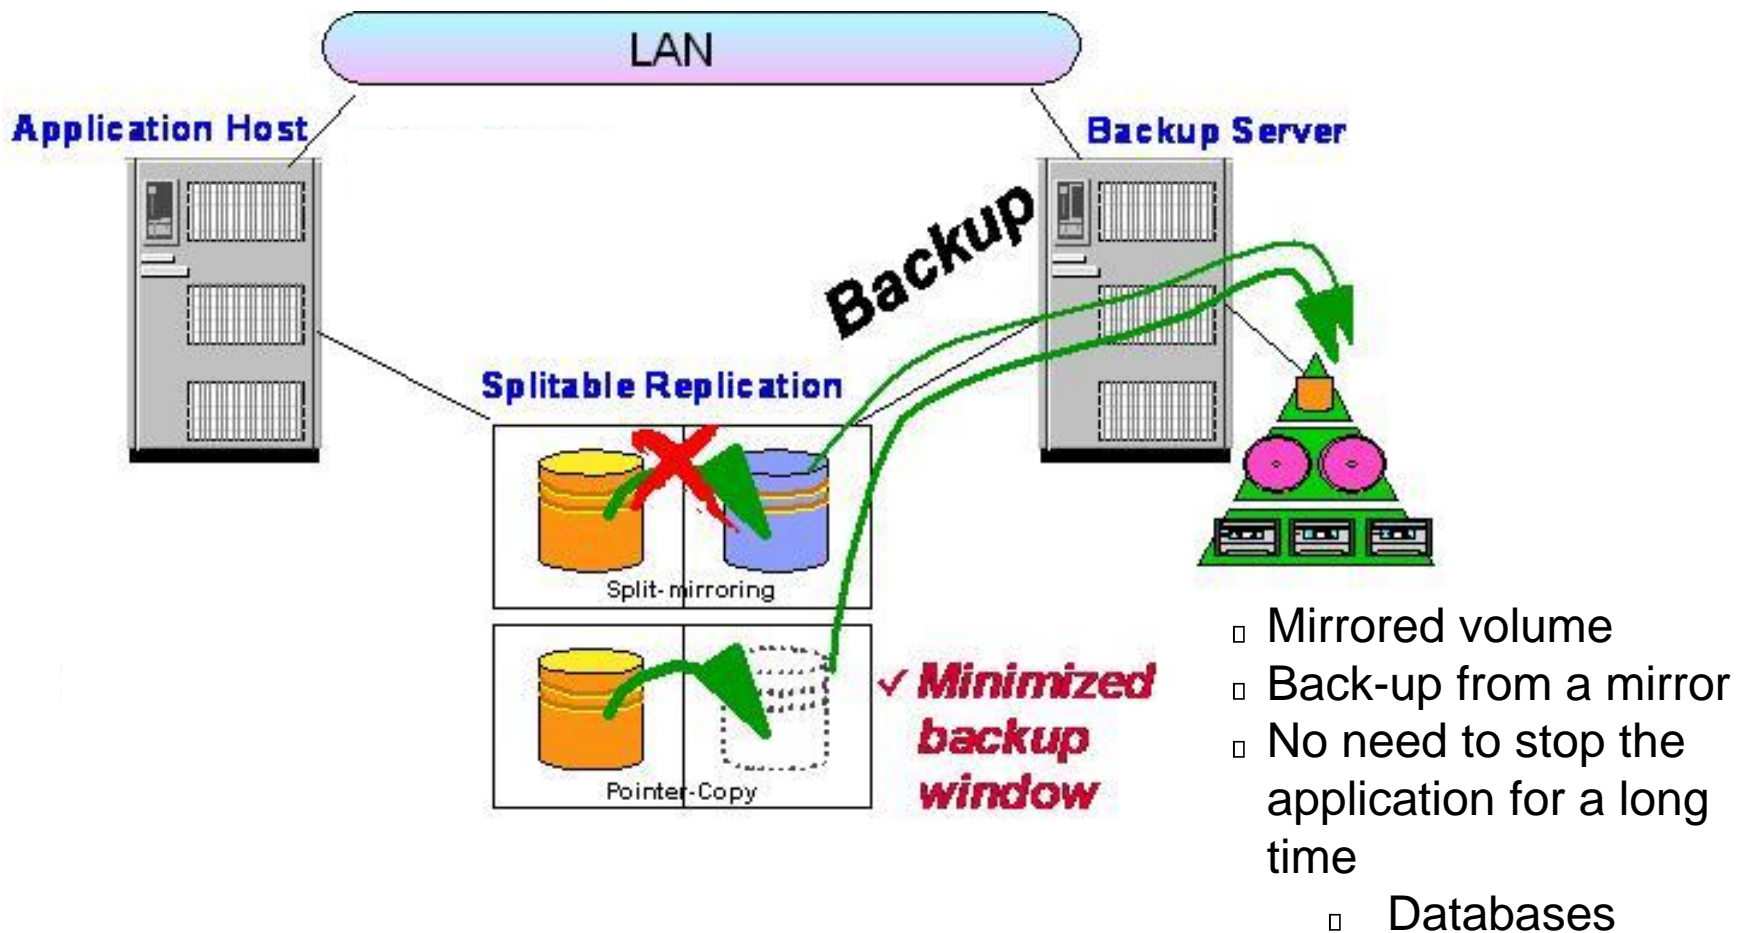 LAN
Application Host
Backup Server
Backup
Splitable Replication
Split-mirroring
Pointer-Copy
✓ Minimized
backup
window
Mirrored volume
Back-up from a mirror
No need to stop the
application for a long
time
Databases